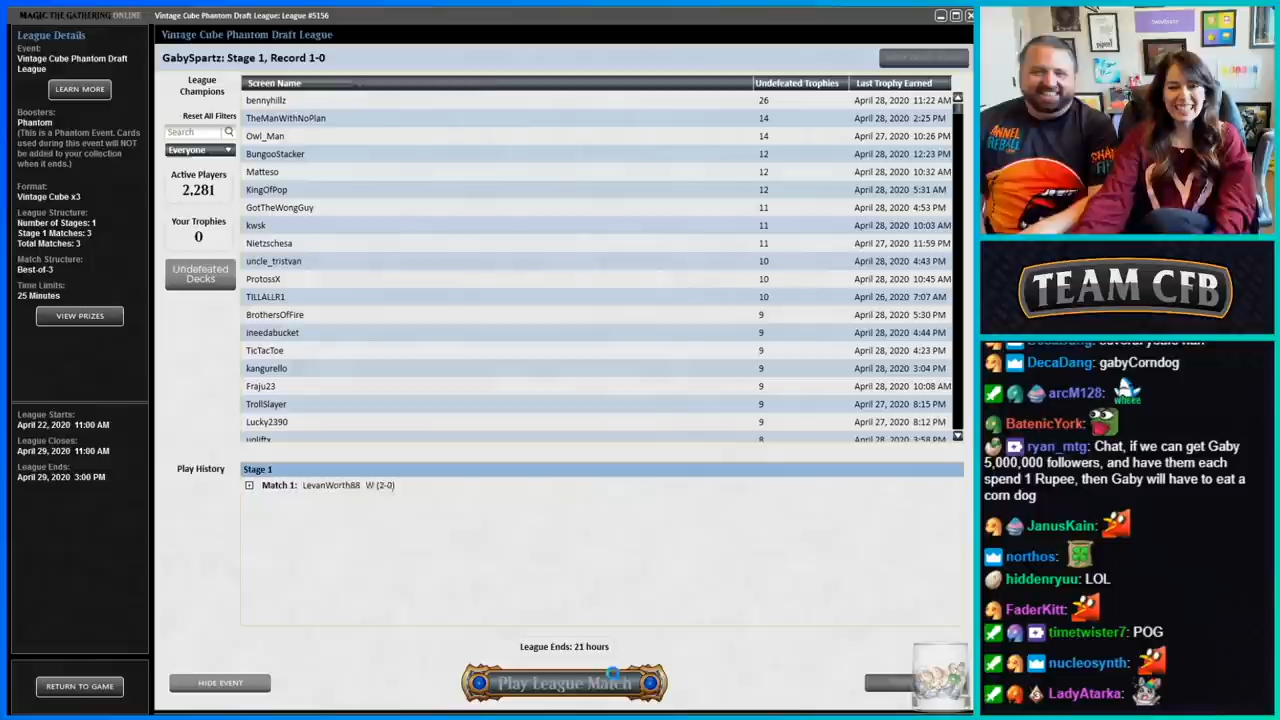 MAGIC THE GATHERING ONLINE
Vintage Cube Phantom Draft League: League #5156
League Details
Event:
Vintage Cube Phantom Draft
League
LEARN MORE
Boosters:
Phantom
(This is a Phantom Event. Cards
used during this event will NOT
be added to your collection
when it ends.)
Format:
Vintage Cube x3
League Structure:
Number of Stages: 1
Stage 1 Matches: 3
Total Matches: 3
Match Structure:
Best-of-3
Time Limits:
25 Minutes
VIEW PRIZES
League Starts:
April 22, 2020 11:00 AM
League Closes:
April 29, 2020 11:00 AM
League Ends:
April 29, 2020 3:00 PM
RETURN TO GAME
Vintage Cube Phantom Draft League
GabySpartz: Stage 1, Record 1-0
League
Champions
Reset All Filters
Search
Everyone
Active Players
2,281
Your Trophies
0
Undefeated
Decks
Screen Name Undefeated Trophies Last Trophy Earned
bennyhillz 26 April 28, 2020 11:22 AM
TheManWithNoPlan 14 April 28, 2020 2:25 PM
Owl_Man 14 April 27, 2020 10:26 PM
BungooStacker 12 April 28, 2020 12:23 PM
Matteso 12 April 28, 2020 10:32 AM
KingOfPop 12 April 28, 2020 5:31 AM
GotTheWongGuy 11 April 28, 2020 4:53 PM
kwsk 11 April 28, 2020 10:03 AM
Nietzschesa 11 April 27, 2020 11:59 PM
uncle_tristvan 10 April 28, 2020 4:43 PM
ProtossX 10 April 28, 2020 10:45 AM
TILLALLR1 10 April 26, 2020 7:07 AM
BrothersOfFire 9 April 28, 2020 5:30 PM
ineedabucket 9 April 28, 2020 4:44 PM
TicTacToe 9 April 28, 2020 4:23 PM
kangurello 9 April 28, 2020 3:04 PM
Fraju23 9 April 28, 2020 10:08 AM
TrollSlayer 9 April 27, 2020 8:15 PM
Lucky2390 9 April 27, 2020 8:12 PM
upliftx 8 April 28, 2020 3:58 PM
Play History
Stage 1
Match 1: LevanWorth88 W (2-0)
League Ends: 21 hours
HIDE EVENT
Play League Match
TEAM CFB
DecaDang: gabyCorndog
arcM128:
wheee
BatenicYork:
ryan_mtg: Chat, if we can get Gaby
5,000,000 followers, and have them each
spend 1 Rupee, then Gaby will have to eat a
corn dog
JanusKain:
northos:
hiddenryuu: LOL
FaderKitt:
timetwister7: POG
nucleosynth:
LadyAtarka: